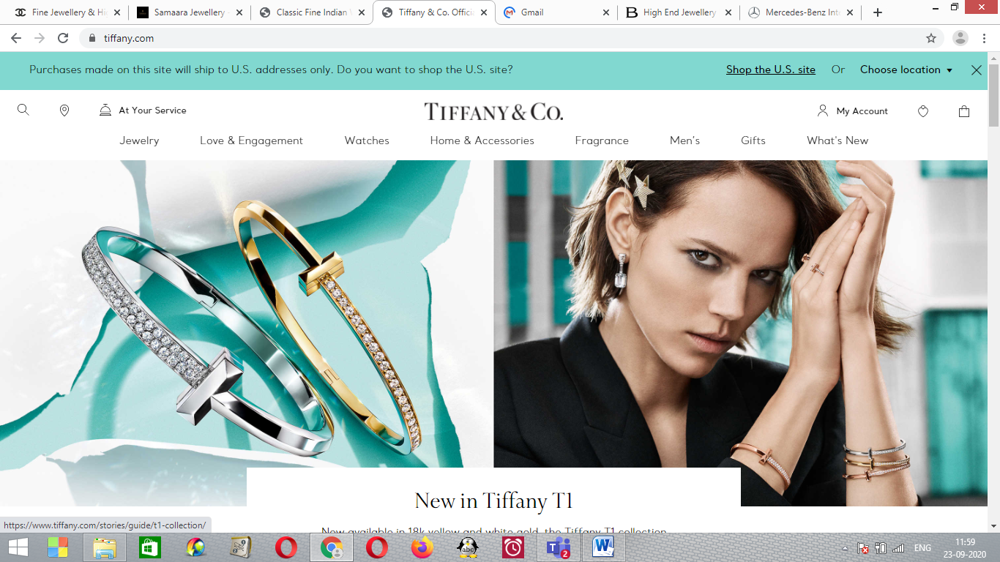 Fine Jewellery & Hi
Samaara Jewellery -
Classic Fine Indian
Tiffany & Co. Offici
Gmail
High End Jewellery
Mercedes-Benz Int
tiffany.com
Purchases made on this site will ship to U.S. addresses only. Do you want to shop the U.S. site?
Shop the U.S. site Or Choose location
At Your Service
TIFFANY & CO.
My Account
Jewelry Love & Engagement Watches Home & Accessories Fragrance Men's Gifts What's New
New in Tiffany T1
Now available in 18k yellow and white gold, the Tiffany T1 collection
https://www.tiffany.com/stories/guide/t1-collection/
abc
2
W
ENG
11:59
23-09-2020